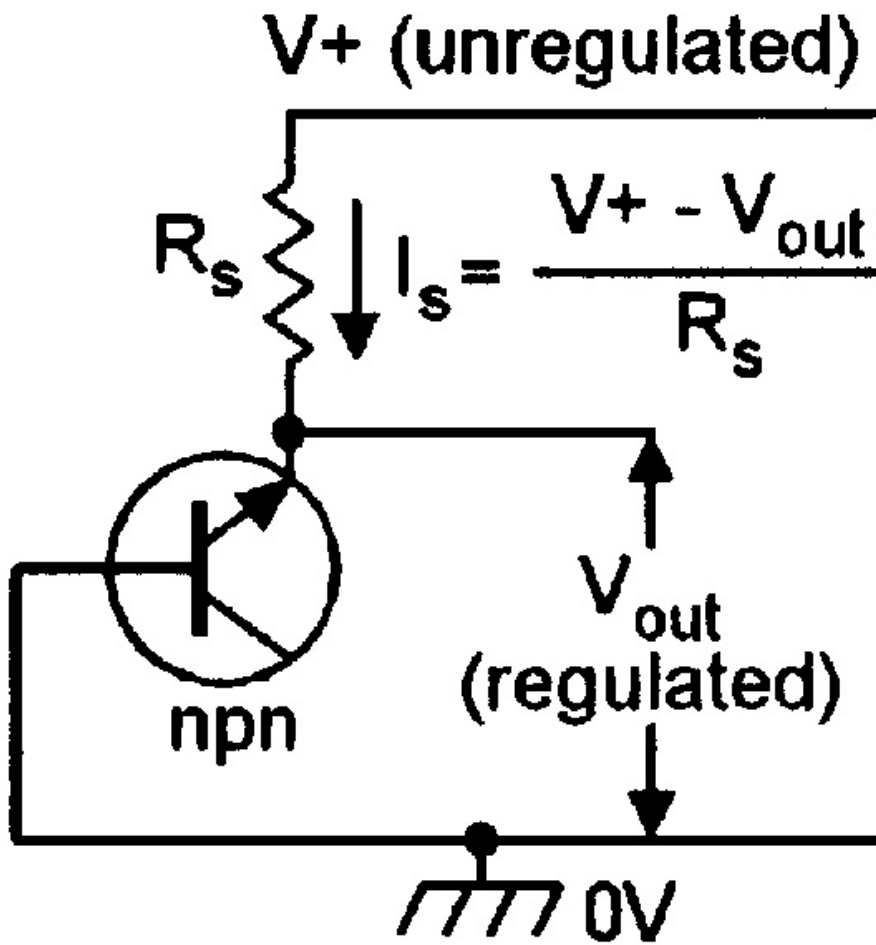 V+ (unregulated)
Rs
Is = V+ - Vout
Rs
Vout
(regulated)
npn
0V